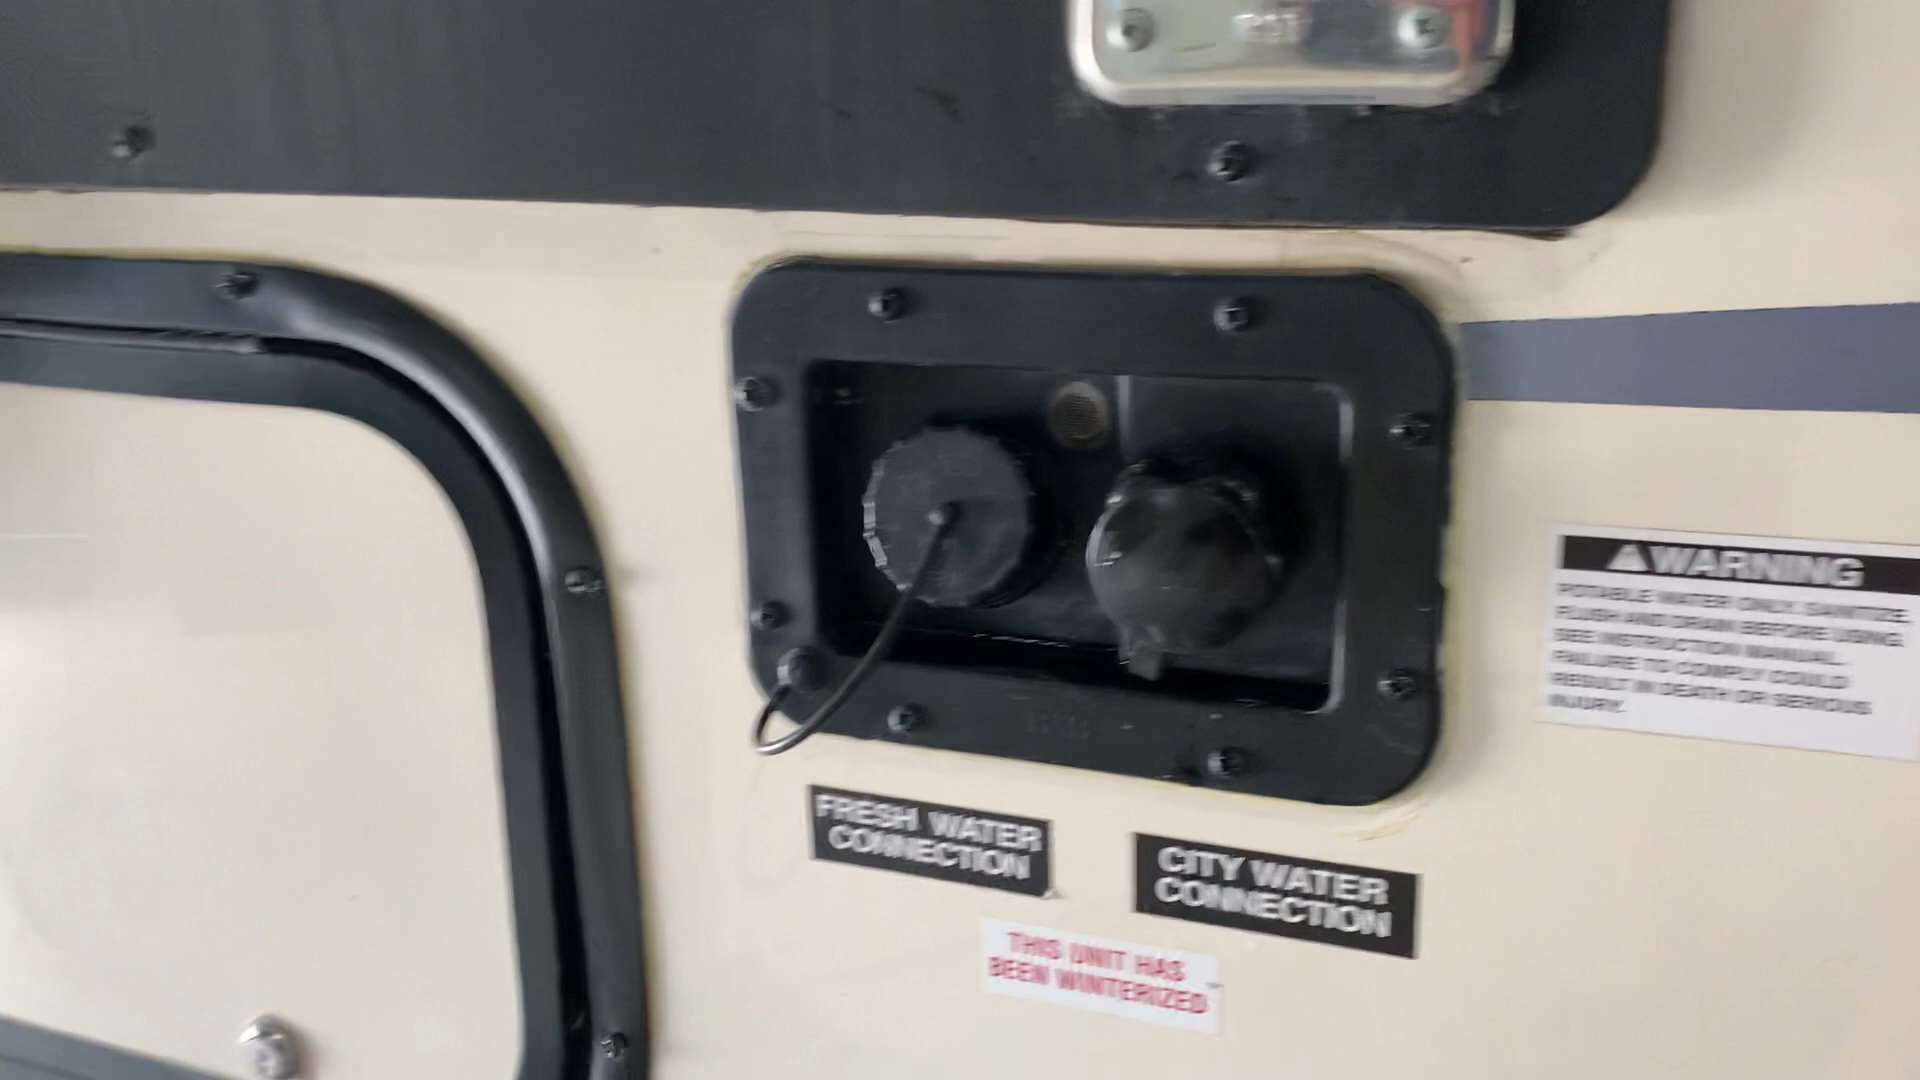 FRESH WATER
CONNECTION
CITY WATER
CONNECTION
THIS UNIT HAS
BEEN WINTERIZED
WARNING
POTABLE WATER ONLY. SANITIZE
FLUSH AND DRAIN BEFORE USING.
SEE INSTRUCTION MANUAL.
FAILURE TO COMPLY COULD
RESULT IN DEATH OR SERIOUS
INJURY.